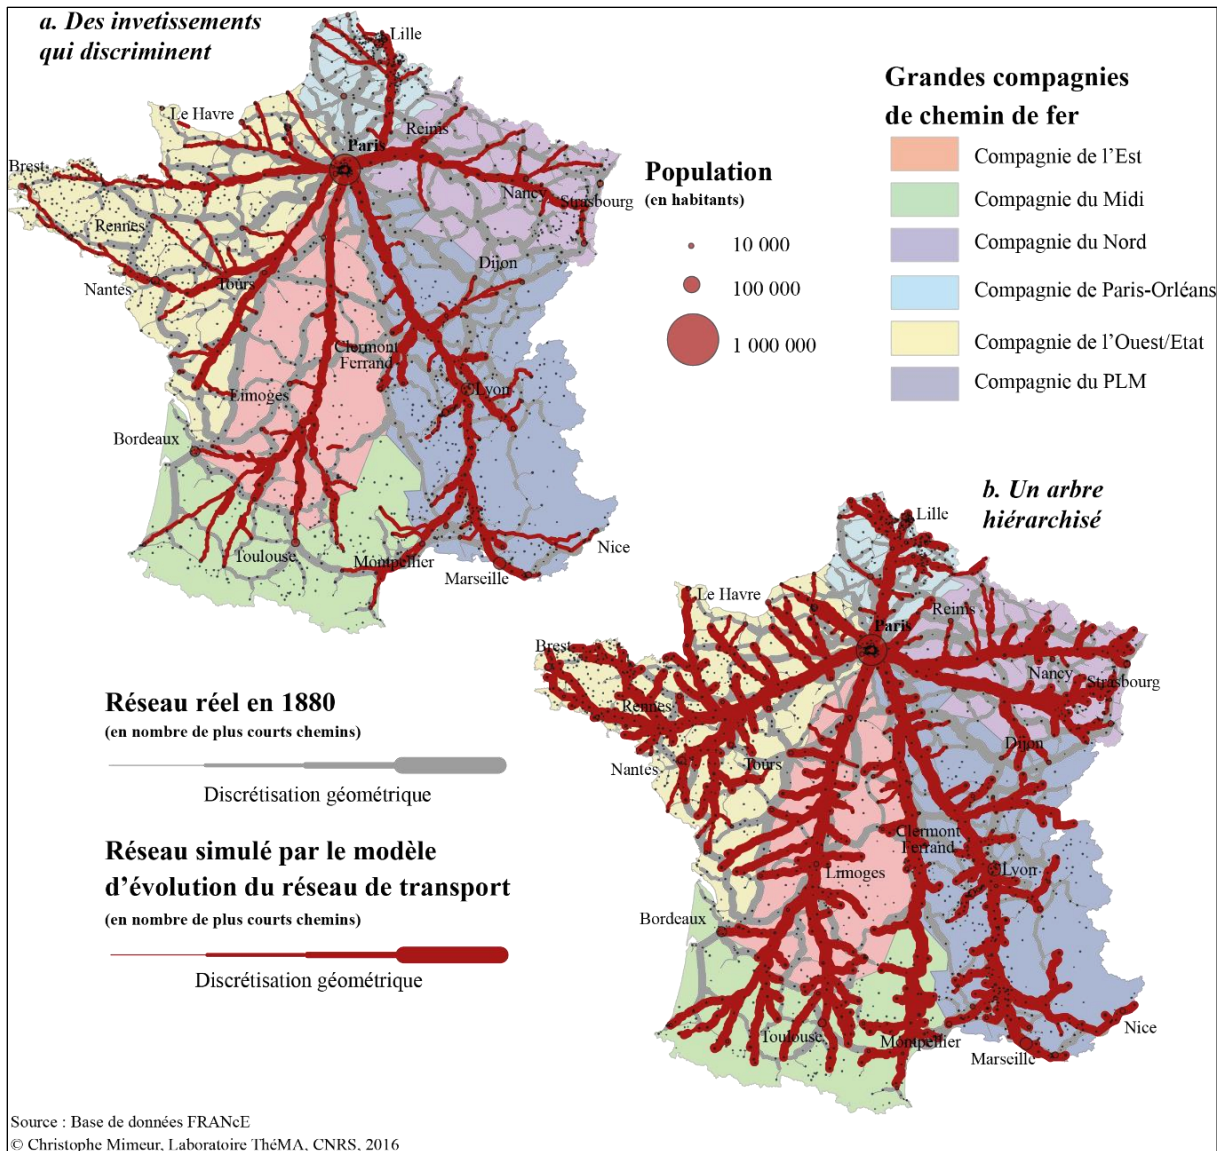 a. Des invetissements
qui discriminent
Lille
Le Havre
Reims
Paris
Brest
Nancy
Strasbourg
Rennes
Dijon
Nantes
Tours
Clermont
Ferrand
Lyon
Limoges
Bordeaux
Toulouse
Montpellier
Marseille
Nice
Population
(en habitants)
10 000
100 000
1 000 000
Grandes compagnies
de chemin de fer
Compagnie de l'Est
Compagnie du Midi
Compagnie du Nord
Compagnie de Paris-Orléans
Compagnie de l'Ouest/Etat
Compagnie du PLM
b. Un arbre
hiérarchisé
Lille
Le Havre
Reims
Paris
Brest
Nancy
Strasbourg
Rennes
Dijon
Nantes
Tours
Clermont
Ferrand
Lyon
Limoges
Bordeaux
Toulouse
Montpellier
Marseille
Nice
Réseau réel en 1880
(en nombre de plus courts chemins)
Discrétisation géométrique
Réseau simulé par le modèle
d'évolution du réseau de transport
(en nombre de plus courts chemins)
Discrétisation géométrique
Source : Base de données FRANcE
© Christophe Mimeur, Laboratoire ThéMA, CNRS, 2016